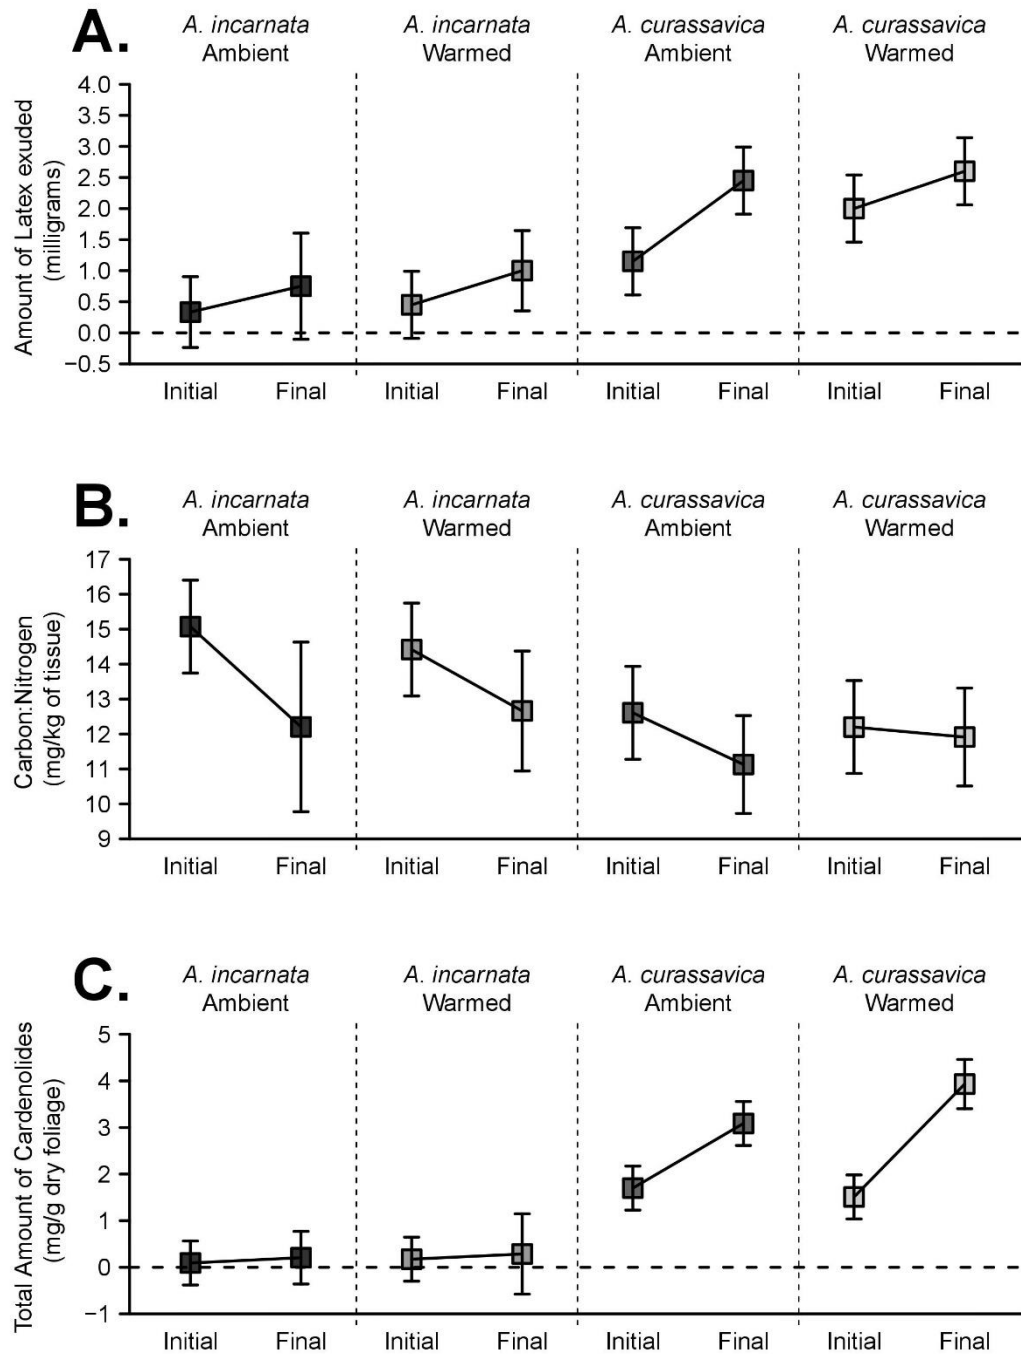 A.
A. incarnata
Ambient
A. incarnata
Warmed
A. curassavica
Ambient
A. curassavica
Warmed
Amount of Latex exuded
(milligrams)
4.0
3.5
3.0
2.5
2.0
1.5
1.0
0.5
0.0
−0.5
Initial Final Initial Final Initial Final Initial Final
B.
A. incarnata
Ambient
A. incarnata
Warmed
A. curassavica
Ambient
A. curassavica
Warmed
Carbon:Nitrogen
(mg/kg of tissue)
17
16
15
14
13
12
11
10
9
Initial Final Initial Final Initial Final Initial Final
C.
A. incarnata
Ambient
A. incarnata
Warmed
A. curassavica
Ambient
A. curassavica
Warmed
Total Amount of Cardenolides
(mg/g dry foliage)
5
4
3
2
1
0
−1
Initial Final Initial Final Initial Final Initial Final